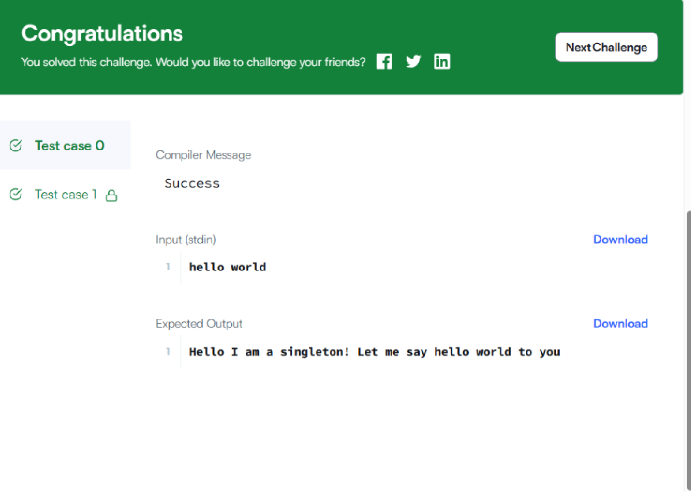 Congratulations
You solved this challenge. Would you like to challenge your friends?
Next Challenge
Test case 0
Test case 1
Compiler Message
Success
Input (stdin)
Download
1 hello world
Expected Output
Download
1 Hello I am a singleton! Let me say hello world to you